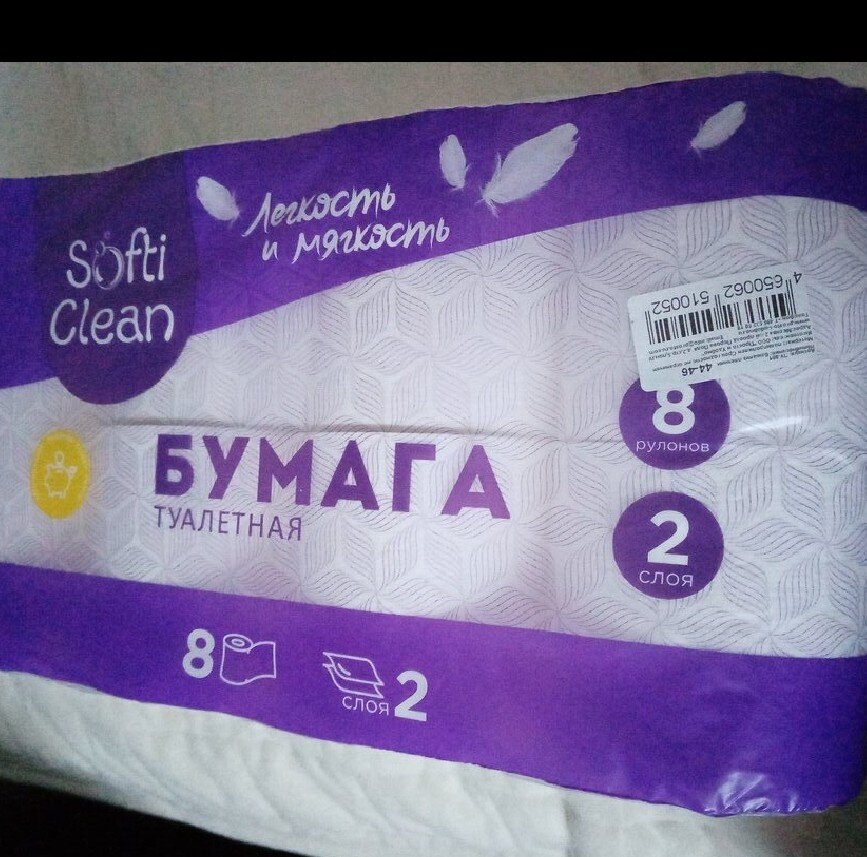 Softi
Clean
Легкость
и мягкость
БУМАГА
ТУАЛЕТНАЯ
4 650062 510052
44-46
8
рулонов
2
слоя
8
слоя 2